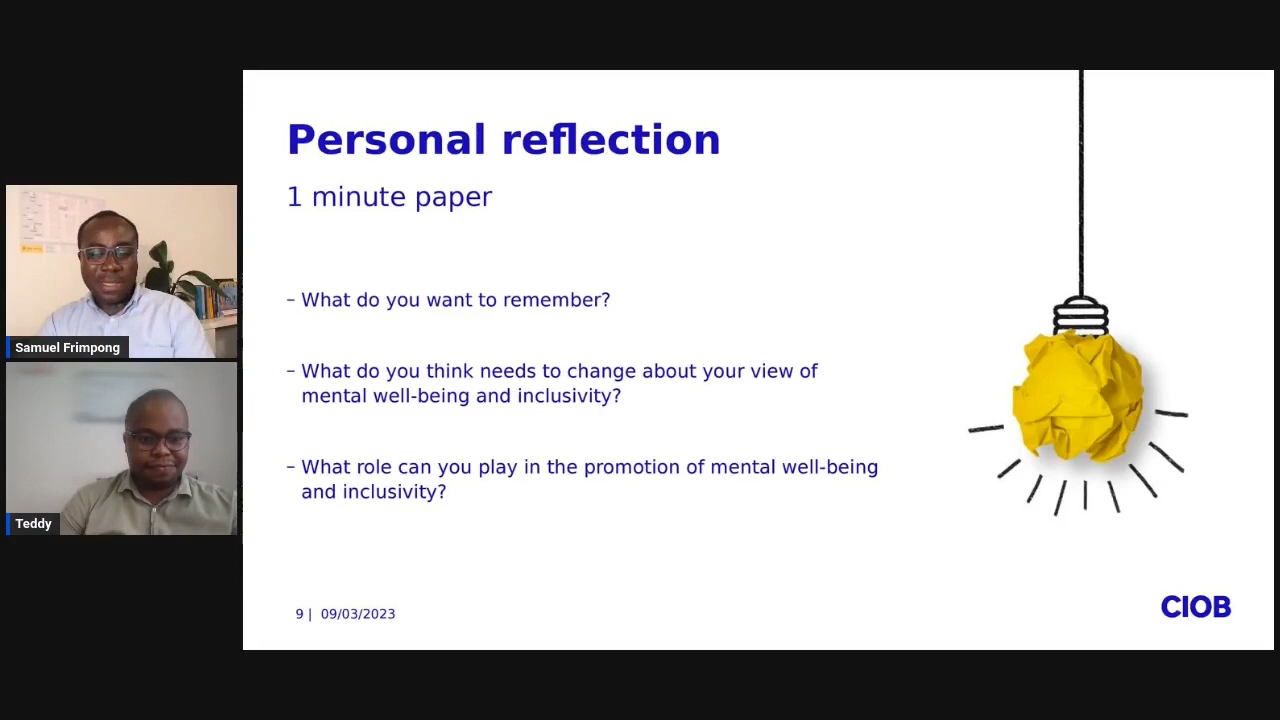 Personal reflection
1 minute paper
– What do you want to remember?
– What do you think needs to change about your view of
mental well-being and inclusivity?
– What role can you play in the promotion of mental well-being
and inclusivity?
9 | 09/03/2023
CIOB
Samuel Frimpong
Teddy